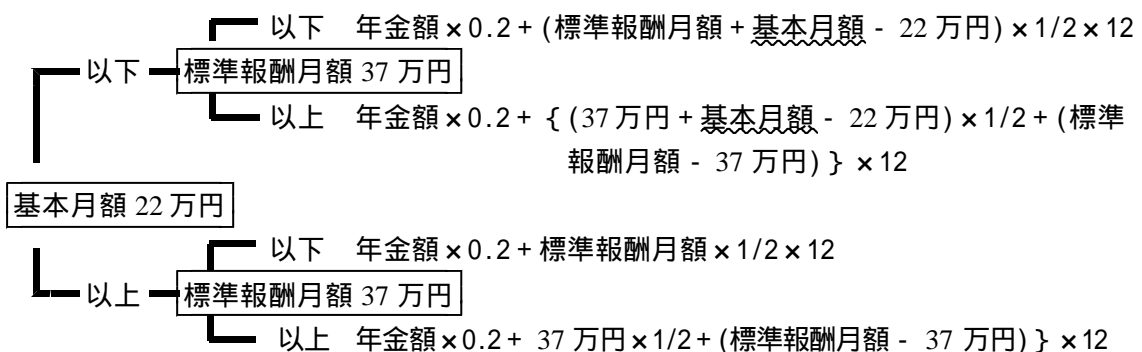 以下 年金額×0.2+(標準報酬月額+基本月額- 22万円)×1/2×12
以下 標準報酬月額 37 万円
以上 年金額×0.2+ {(37万円+基本月額- 22万円)×1/2+(標準
報酬月額- 37万円)} ×12
基本月額 22 万円
以下 年金額×0.2+標準報酬月額×1/2×12
以上 標準報酬月額 37 万円
以上 年金額×0.2+ 37万円×1/2+(標準報酬月額- 37万円)} ×12